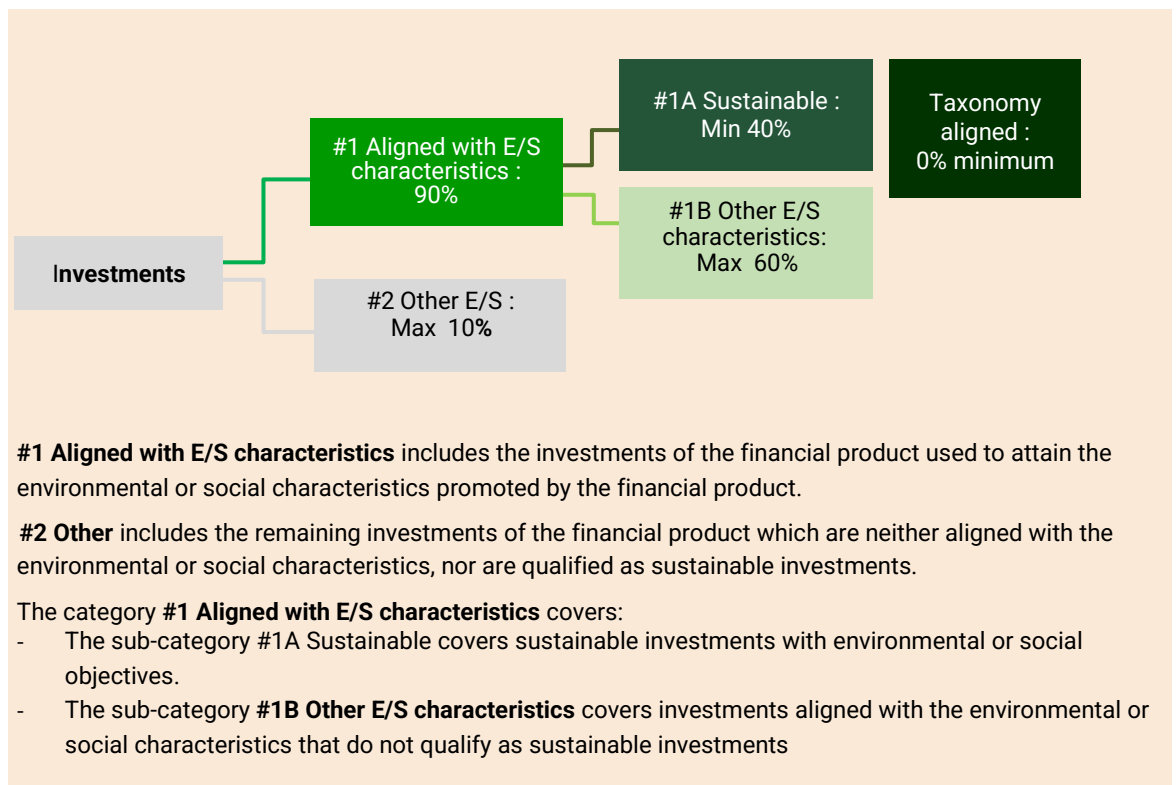 #1A Sustainable :
Min 40%
Taxonomy
aligned :
0% minimum
#1 Aligned with E/S
characteristics :
90%
#1B Other E/S
characteristics:
Max 60%
Investments
#2 Other E/S :
Max 10%
#1 Aligned with E/S characteristics includes the investments of the financial product used to attain the
environmental or social characteristics promoted by the financial product.
#2 Other includes the remaining investments of the financial product which are neither aligned with the
environmental or social characteristics, nor are qualified as sustainable investments.
The category #1 Aligned with E/S characteristics covers:
- The sub-category #1A Sustainable covers sustainable investments with environmental or social
objectives.
- The sub-category #1B Other E/S characteristics covers investments aligned with the environmental or
social characteristics that do not qualify as sustainable investments